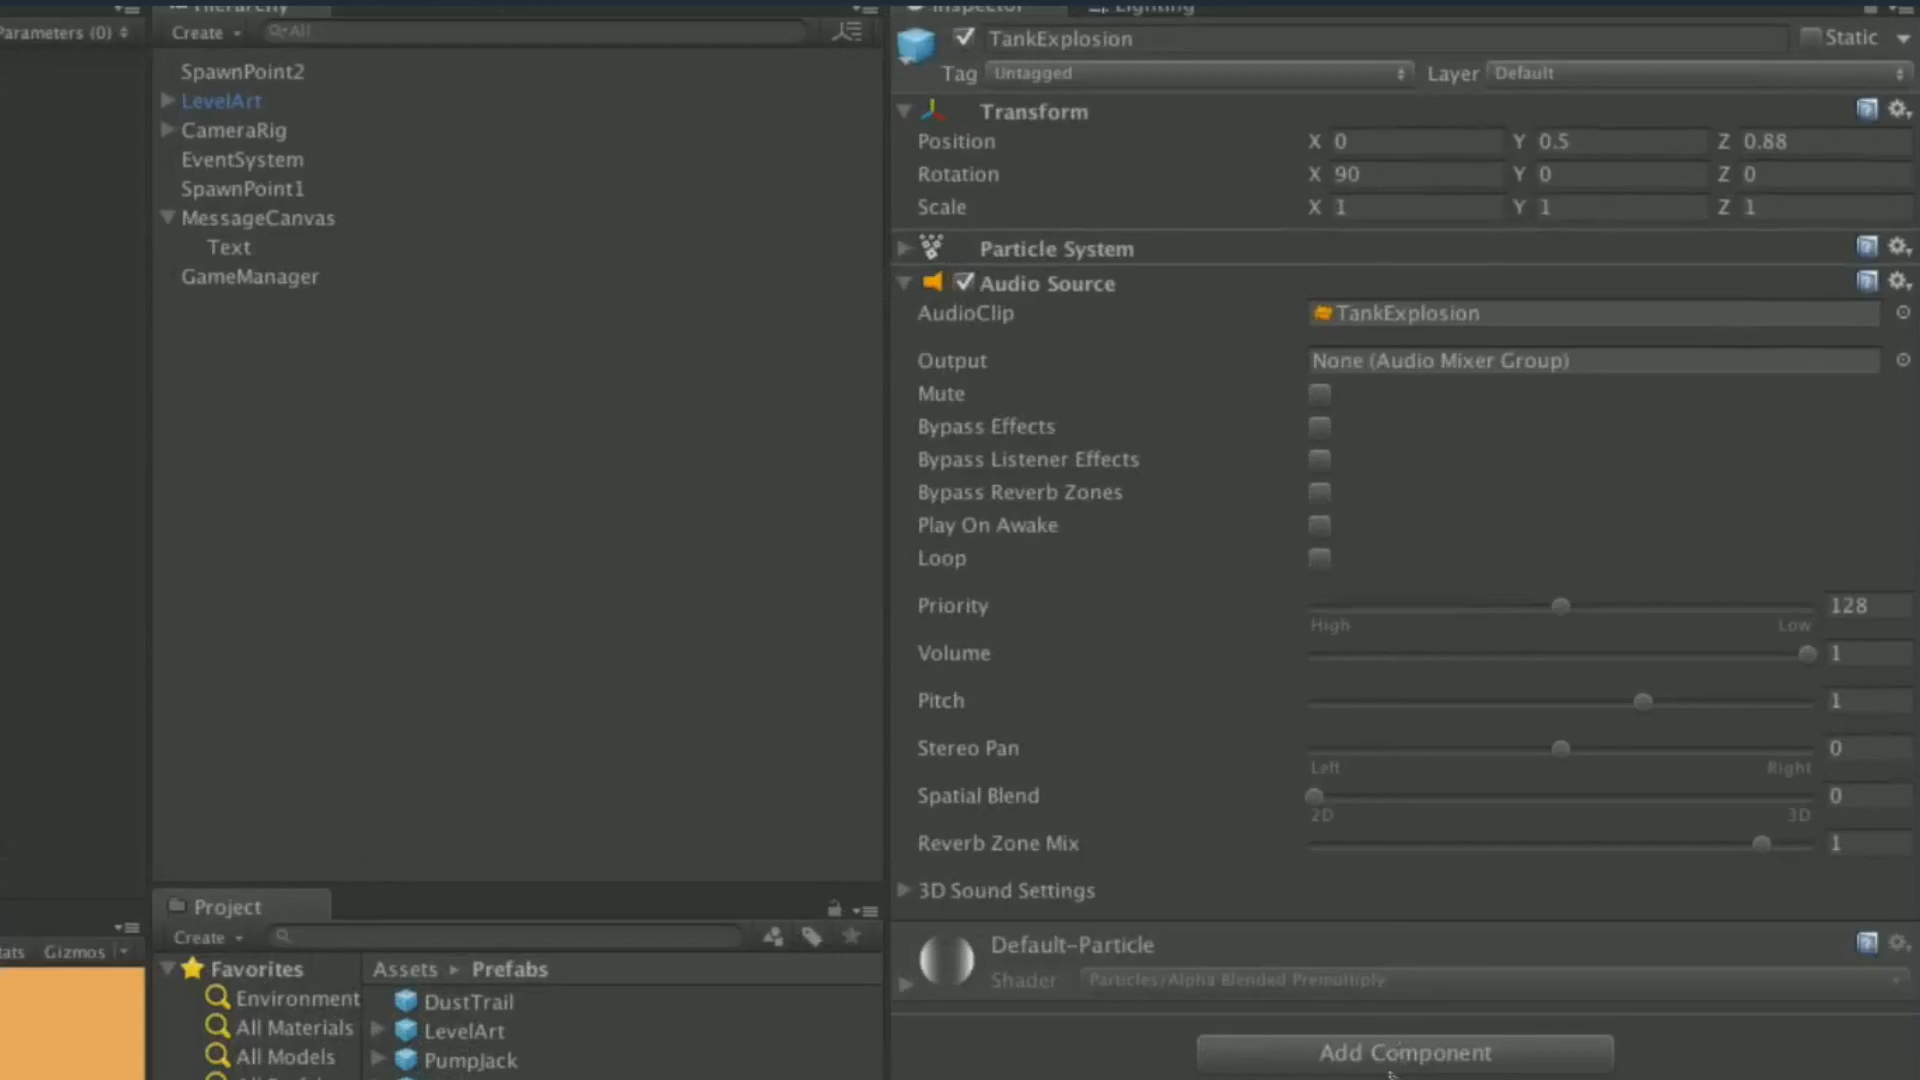 Parameters (0)
Hierarchy
Create
All
SpawnPoint2
LevelArt
CameraRig
EventSystem
SpawnPoint1
MessageCanvas
Text
GameManager
Inspector
Lighting
TankExplosion
Static
Tag
Untagged
Layer
Default
Transform
Position X 0 Y 0.5 Z 0.88
Rotation X 90 Y 0 Z 0
Scale X 1 Y 1 Z 1
Particle System
Audio Source
AudioClip TankExplosion
Output None (Audio Mixer Group)
Mute
Bypass Effects
Bypass Listener Effects
Bypass Reverb Zones
Play On Awake
Loop
Priority 128
High Low
Volume 1
Pitch 1
Stereo Pan 0
Left Right
Spatial Blend 0
2D 3D
Reverb Zone Mix 1
3D Sound Settings
Default-Particle
Shader Particles/Alpha Blended Premultiply
Add Component
Project
Create
tats Gizmos
Favorites
Environment
All Materials
All Models
Assets Prefabs
DustTrail
LevelArt
PumpJack